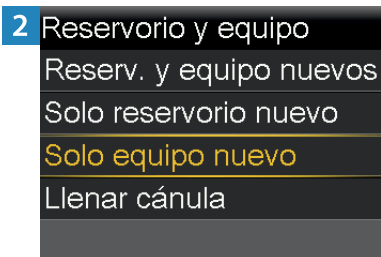 2 Reservorio y equipo
Reserv. y equipo nuevos
Solo reservorio nuevo
Solo equipo nuevo
Llenar cánula